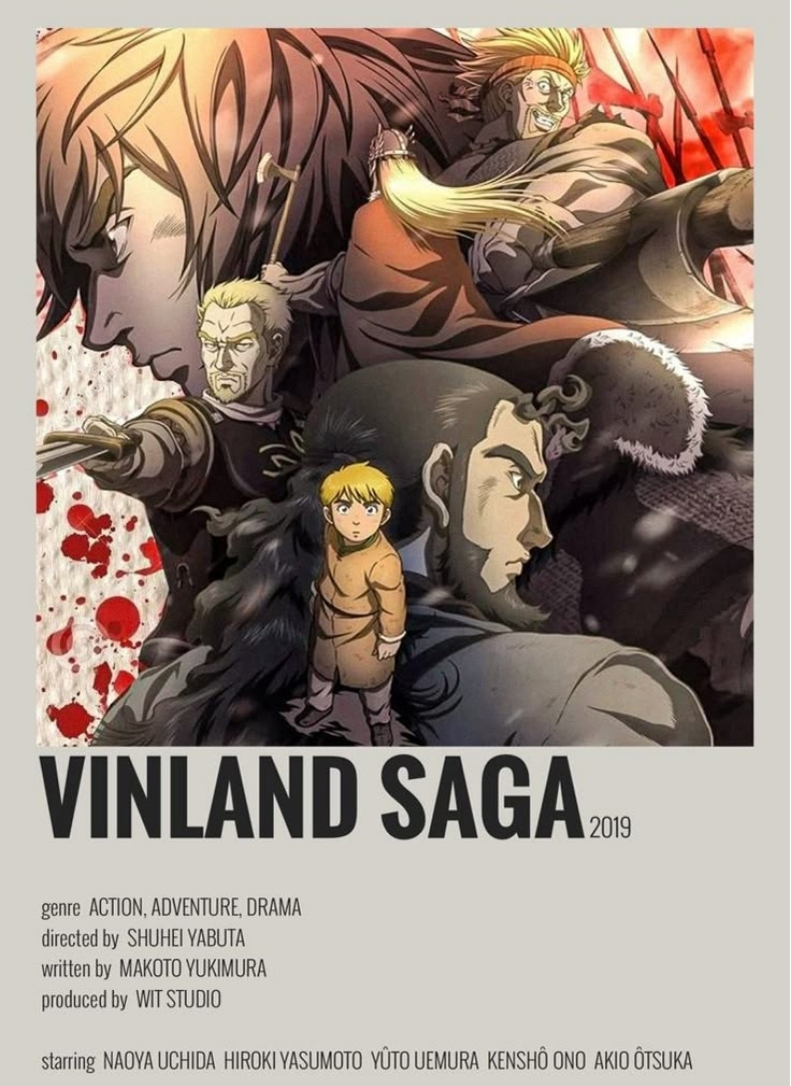 VINLAND SAGA 2019
genre ACTION, ADVENTURE, DRAMA
directed by SHUHEI YABUTA
written by MAKOTO YUKIMURA
produced by WIT STUDIO
starring NAOYA UCHIDA HIROKI YASUMOTO YÛTO UEMURA KENSHÔ ONO AKIO ÔTSUKA